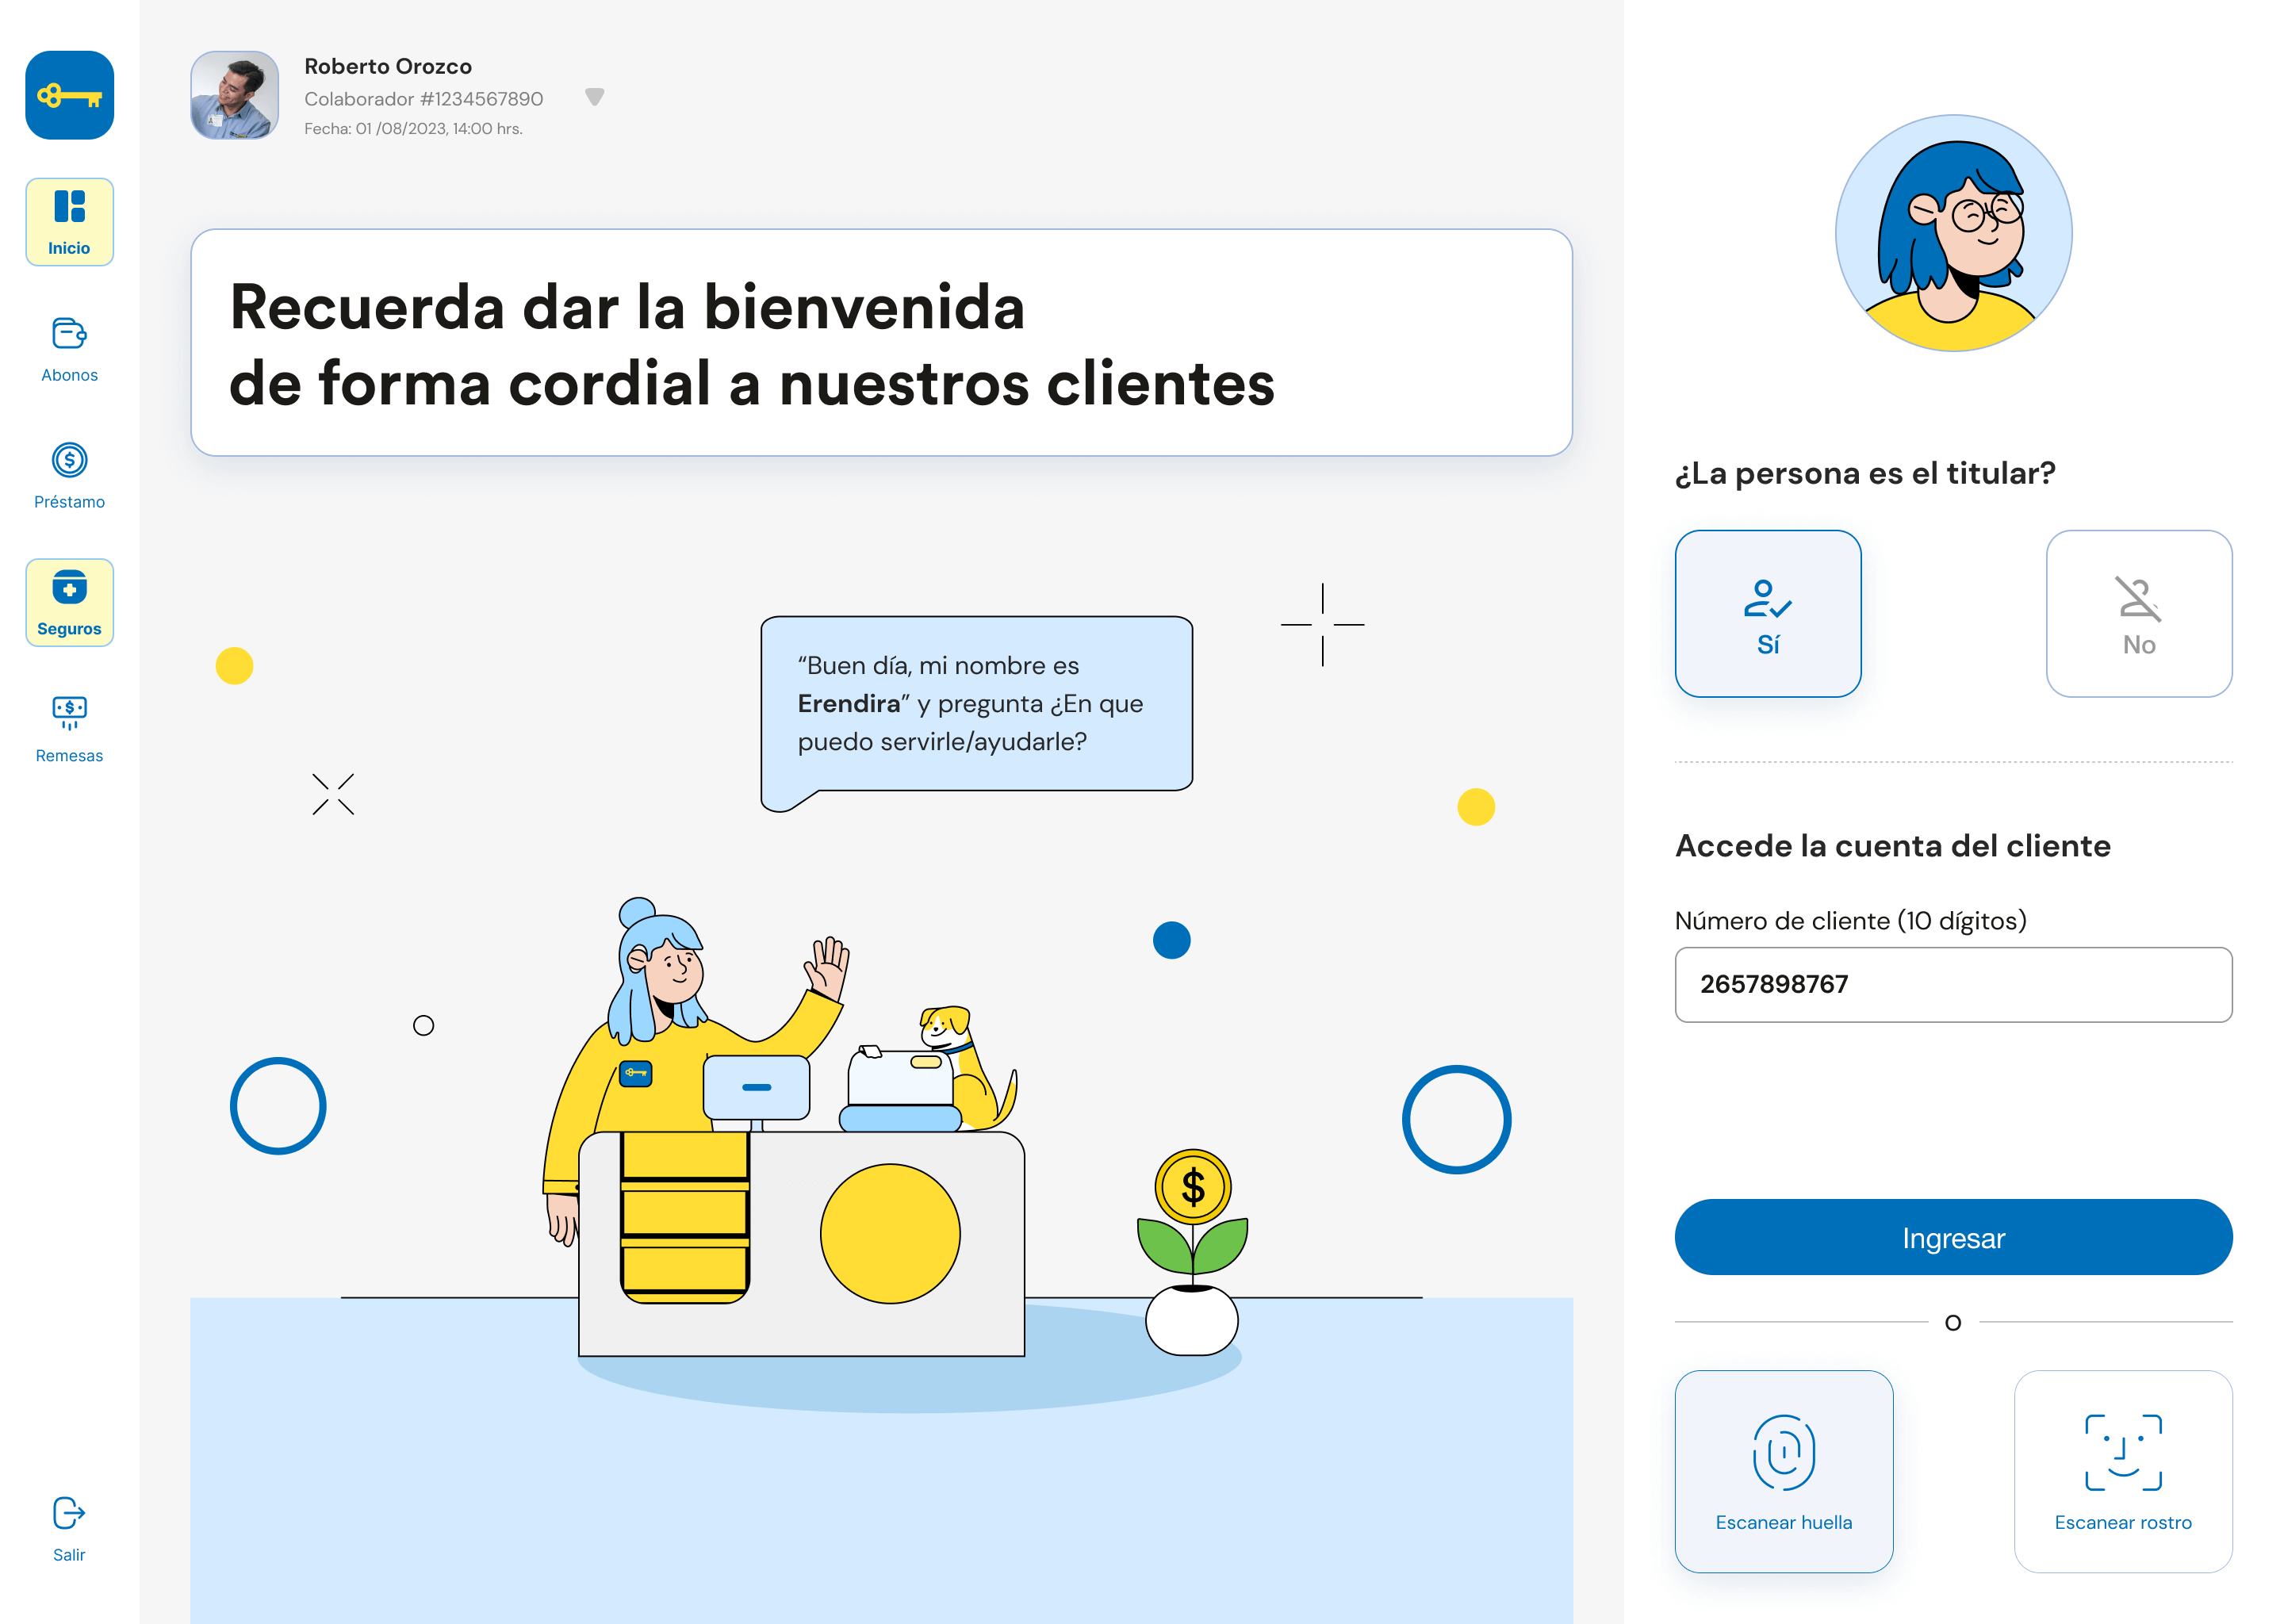 Inicio
Abonos
Préstamo
Seguros
Remesas
Salir
Roberto Orozco
Colaborador #1234567890
Fecha: 01 /08/2023, 14:00 hrs.
Recuerda dar la bienvenida
de forma cordial a nuestros clientes
“Buen día, mi nombre es
Erendira” y pregunta ¿En que
puedo servirle/ayudarle?
$
¿La persona es el titular?
Sí
No
Accede la cuenta del cliente
Número de cliente (10 dígitos)
2657898767
Ingresar
O
Escanear huella
Escanear rostro